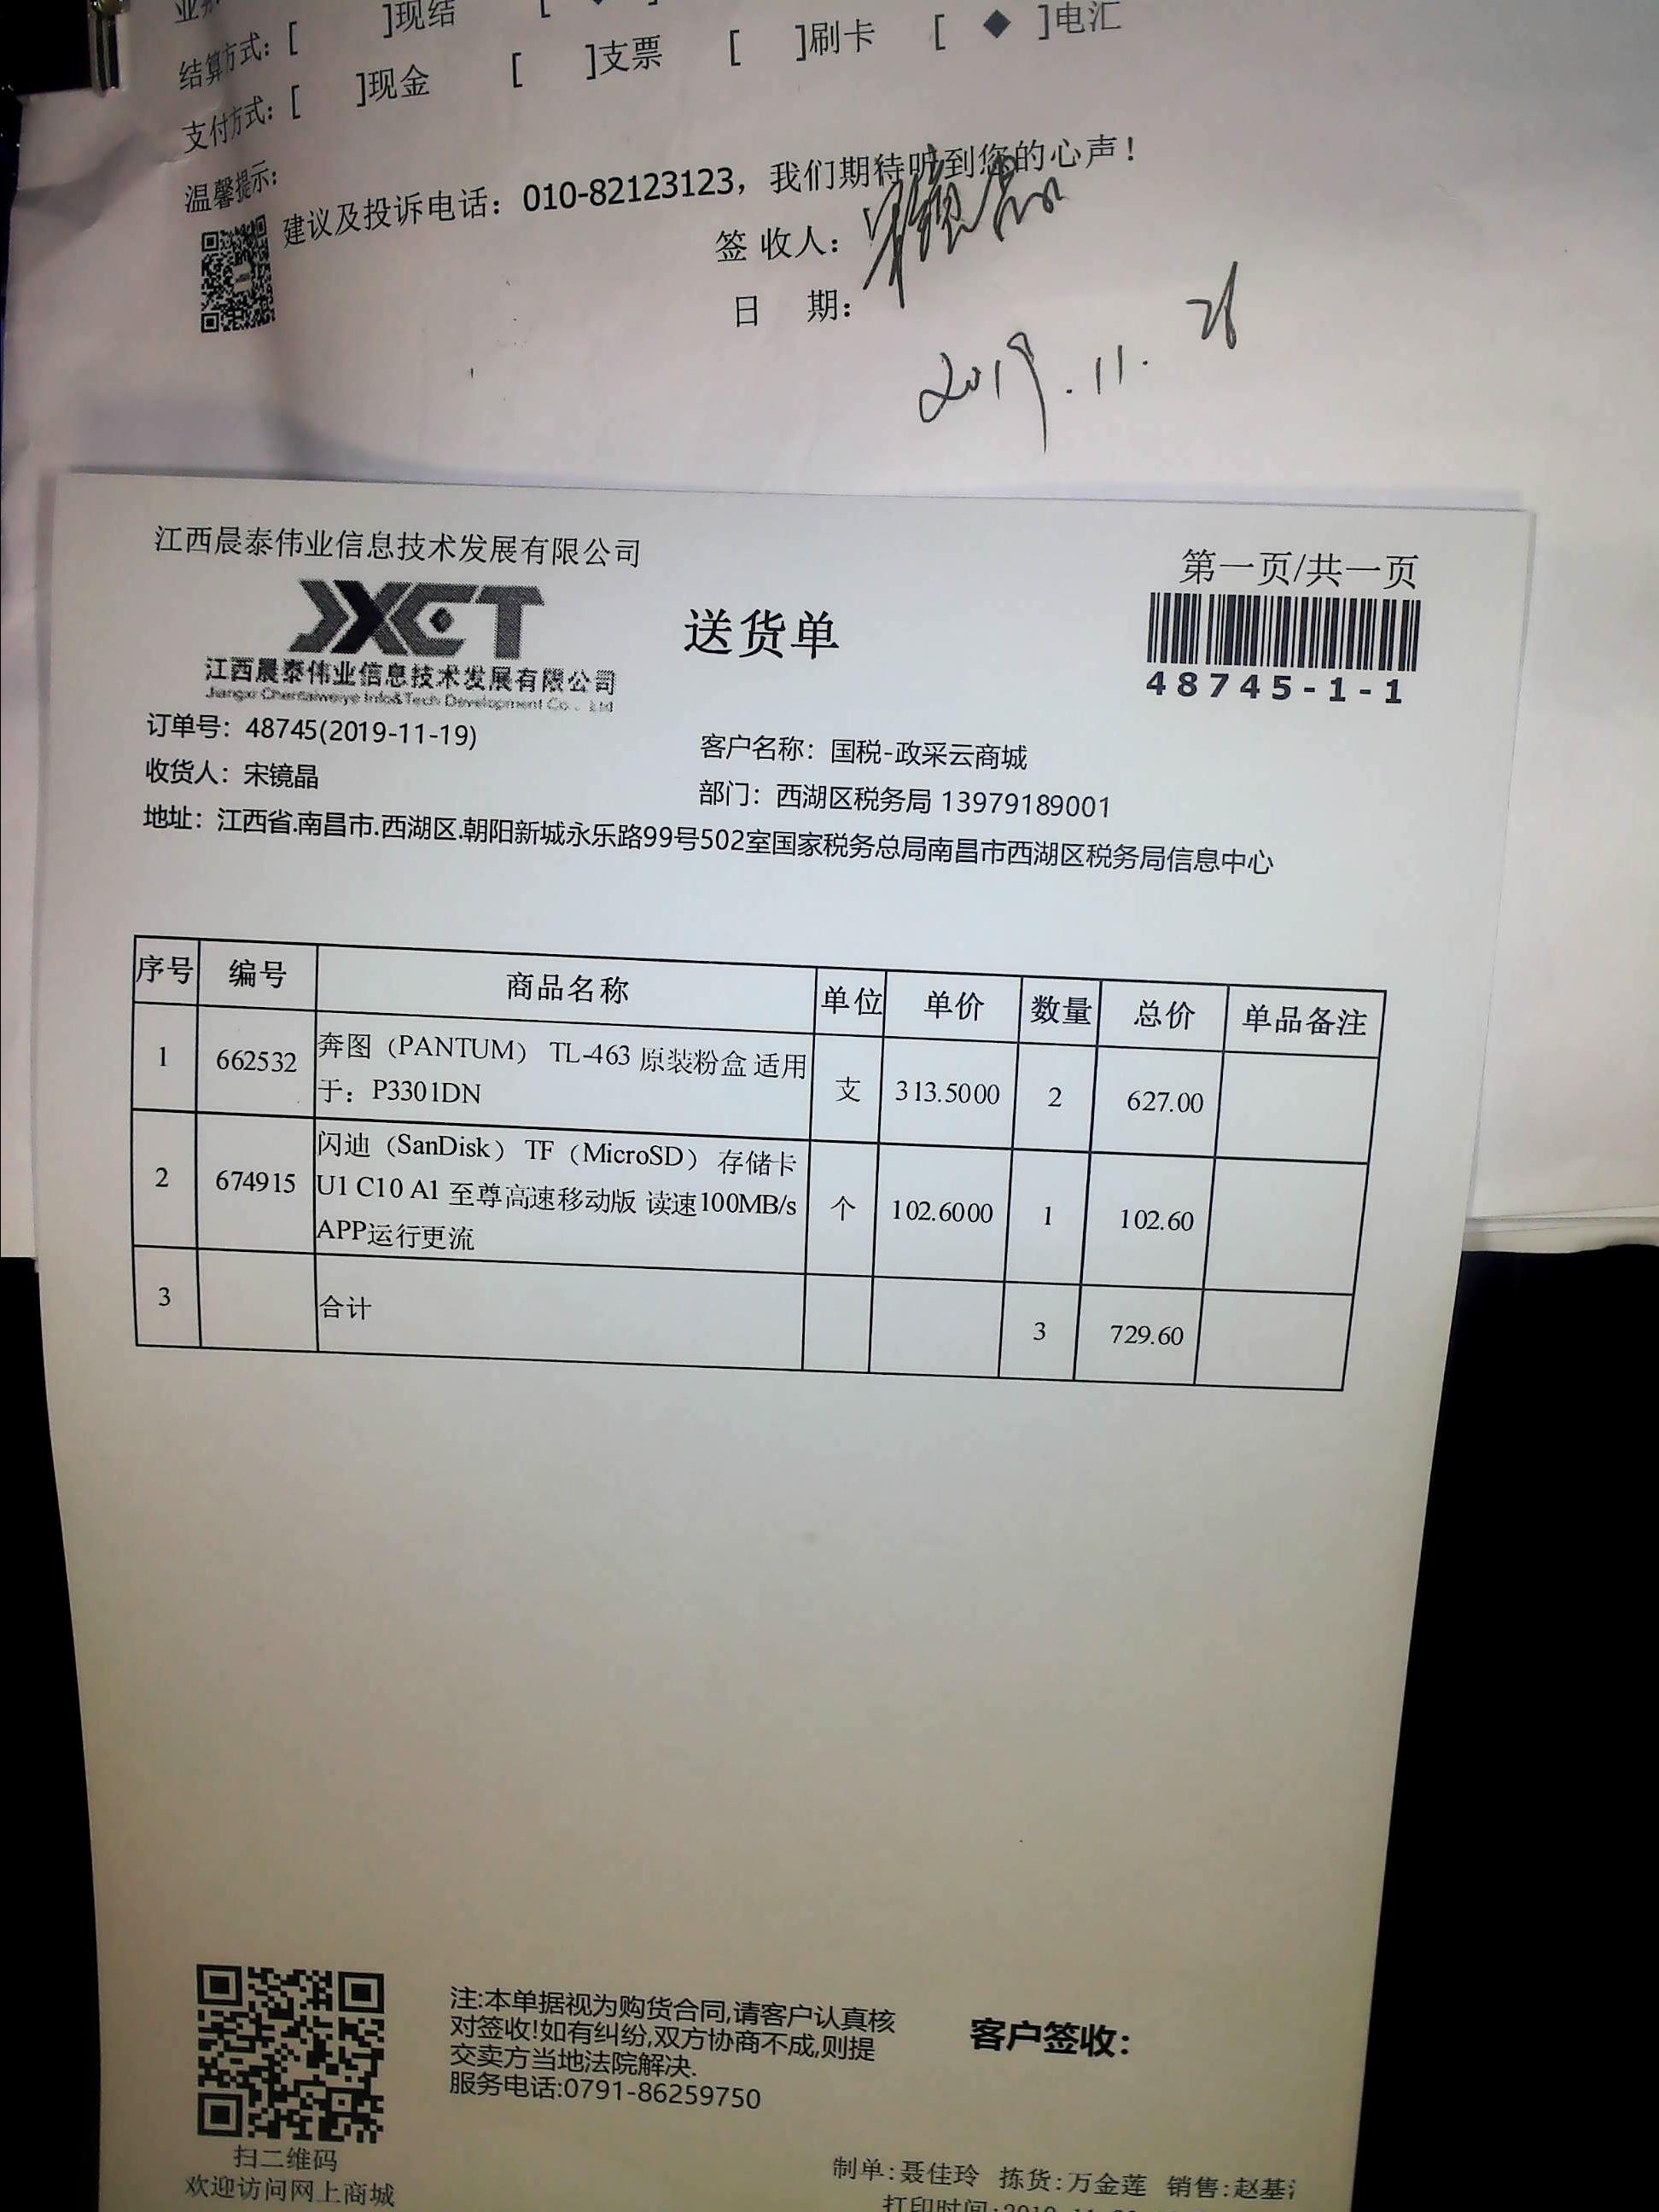 ]现结 [ ◆ ]
结算方式: [
]现金 [ ]支票 [ ]刷卡 [ ◆ ]电汇
支付方式: [
温馨提示:
建议及投诉电话: 010-82123123, 我们期待听到您的心声!
签 收人:
日 期:
2019.11.
江西晨泰伟业信息技术发展有限公司
第一页/共一页
JXCT
送货单
江西晨泰伟业信息技术发展有限公司
Jiangxi Chentaiweiye Info&Tech Development Co., Ltd
48745-1-1
订单号: 48745(2019-11-19)
客户名称: 国税-政采云商城
收货人: 宋镜晶
部门: 西湖区税务局 13979189001
地址: 江西省.南昌市.西湖区.朝阳新城永乐路99号502室国家税务总局南昌市西湖区税务局信息中心
序号 编号 商品名称 单位 单价 数量 总价 单品备注
1 662532 奔图（PANTUM） TL-463 原装粉盒 适用 支 313.5000 2 627.00
于: P3301DN
2 674915 闪迪（SanDisk） TF（MicroSD）存储卡 个 102.6000 1 102.60
U1 C10 A1 至尊高速移动版 读速100MB/s
APP运行更流
3 合计 3 729.60
注:本单据视为购货合同,请客户认真核
对签收!如有纠纷,双方协商不成,则提
交卖方当地法院解决.
服务电话:0791-86259750
客户签收:
扫二维码
欢迎访问网上商城
制单:聂佳玲 拣货:万金莲 销售:赵基
打印时间:2019-11-